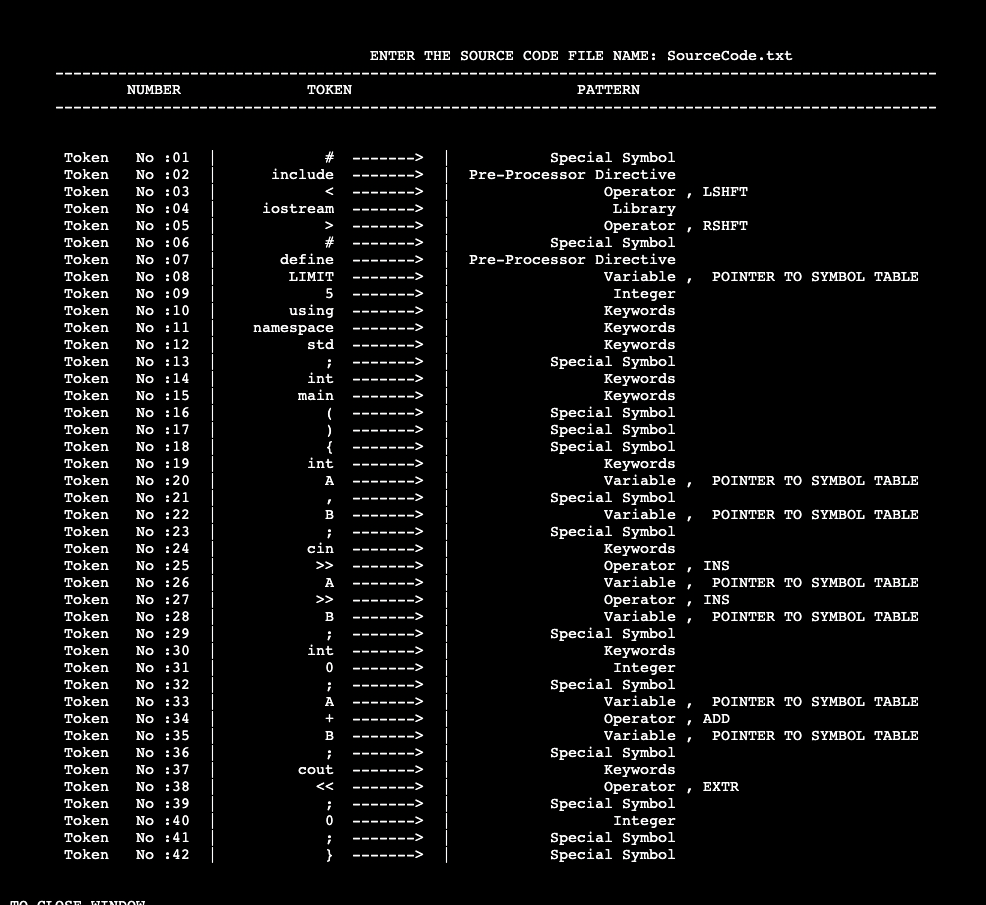 ENTER THE SOURCE CODE FILE NAME: SourceCode.txt
NUMBER TOKEN PATTERN
Token No :01 | # -------> | Special Symbol
Token No :02 | include -------> | Pre-Processor Directive
Token No :03 | < -------> | Operator , LSHFT
Token No :04 | iostream -------> | Library
Token No :05 | > -------> | Operator , RSHFT
Token No :06 | # -------> | Special Symbol
Token No :07 | define -------> | Pre-Processor Directive
Token No :08 | LIMIT -------> | Variable , POINTER TO SYMBOL TABLE
Token No :09 | 5 -------> | Integer
Token No :10 | using -------> | Keywords
Token No :11 | namespace -------> | Keywords
Token No :12 | std -------> | Keywords
Token No :13 | ; -------> | Special Symbol
Token No :14 | int -------> | Keywords
Token No :15 | main -------> | Keywords
Token No :16 | ( -------> | Special Symbol
Token No :17 | ) -------> | Special Symbol
Token No :18 | { -------> | Special Symbol
Token No :19 | int -------> | Keywords
Token No :20 | A -------> | Variable , POINTER TO SYMBOL TABLE
Token No :21 | , -------> | Special Symbol
Token No :22 | B -------> | Variable , POINTER TO SYMBOL TABLE
Token No :23 | ; -------> | Special Symbol
Token No :24 | cin -------> | Keywords
Token No :25 | >> -------> | Operator , INS
Token No :26 | A -------> | Variable , POINTER TO SYMBOL TABLE
Token No :27 | >> -------> | Operator , INS
Token No :28 | B -------> | Variable , POINTER TO SYMBOL TABLE
Token No :29 | ; -------> | Special Symbol
Token No :30 | int -------> | Keywords
Token No :31 | 0 -------> | Integer
Token No :32 | ; -------> | Special Symbol
Token No :33 | A -------> | Variable , POINTER TO SYMBOL TABLE
Token No :34 | + -------> | Operator , ADD
Token No :35 | B -------> | Variable , POINTER TO SYMBOL TABLE
Token No :36 | ; -------> | Special Symbol
Token No :37 | cout -------> | Keywords
Token No :38 | << -------> | Operator , EXTR
Token No :39 | ; -------> | Special Symbol
Token No :40 | 0 -------> | Integer
Token No :41 | ; -------> | Special Symbol
Token No :42 | } -------> | Special Symbol
TO CLOSE WINDOW